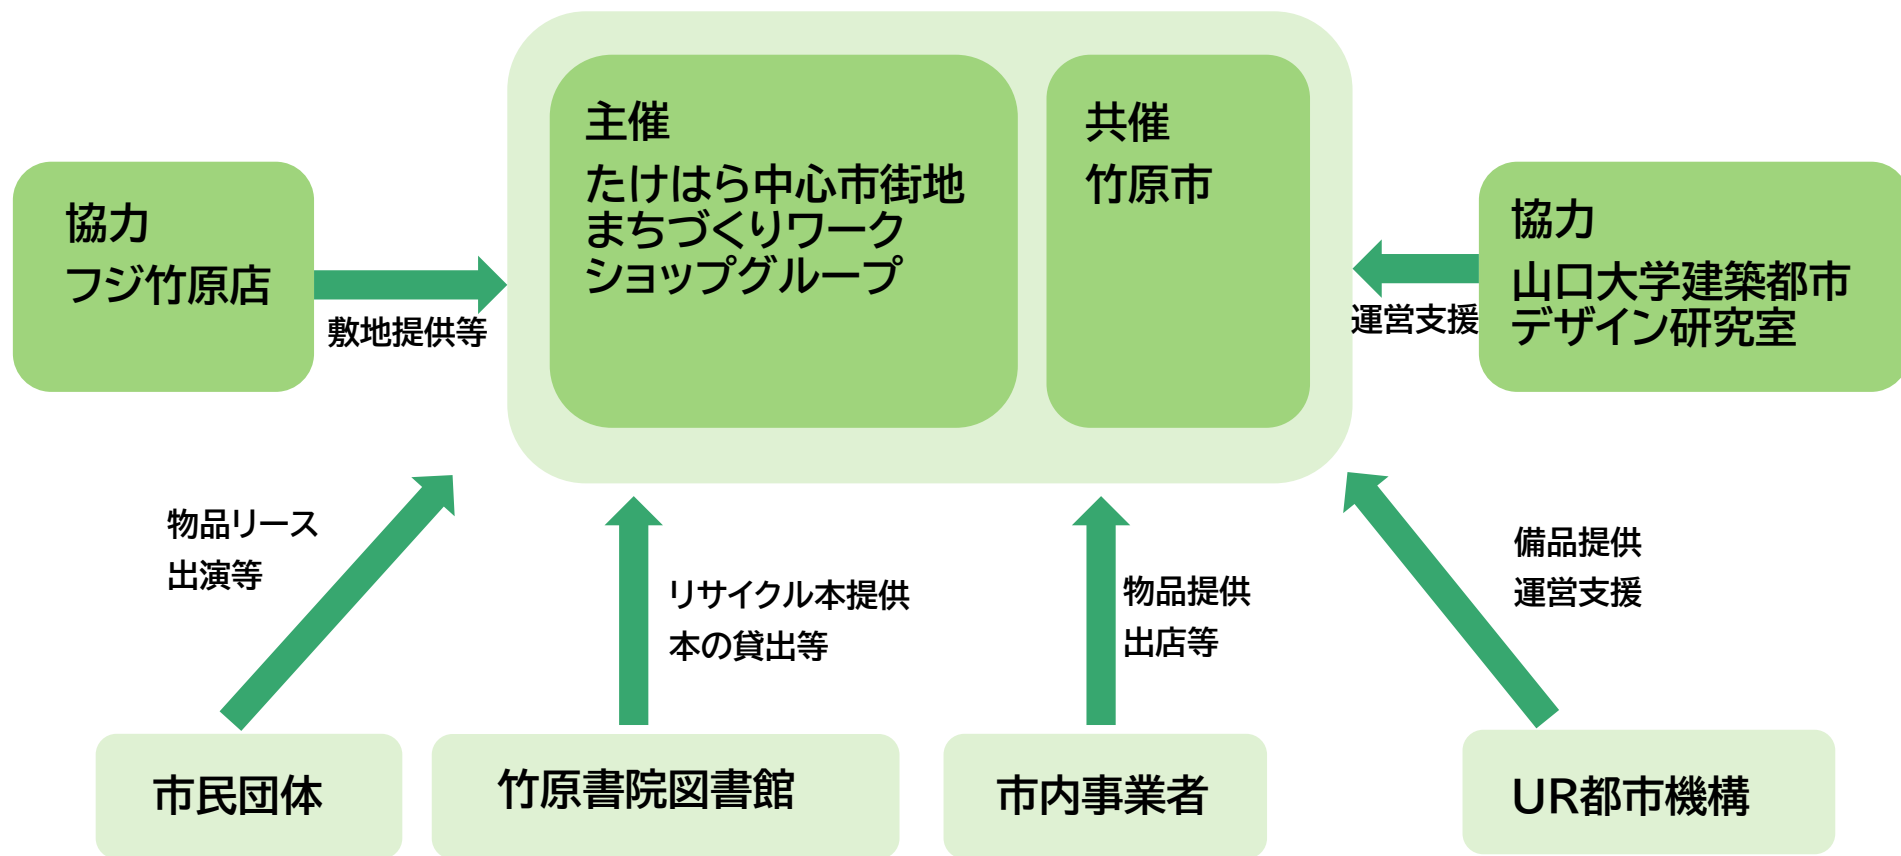 主催
たけはら中心市街地
まちづくりワーク
ショップグループ
共催
竹原市
協力
フジ竹原店
敷地提供等
協力
山口大学建築都市
デザイン研究室
運営支援
物品リース
出演等
リサイクル本提供
本の貸出等
物品提供
出店等
備品提供
運営支援
市民団体
竹原書院図書館
市内事業者
UR都市機構